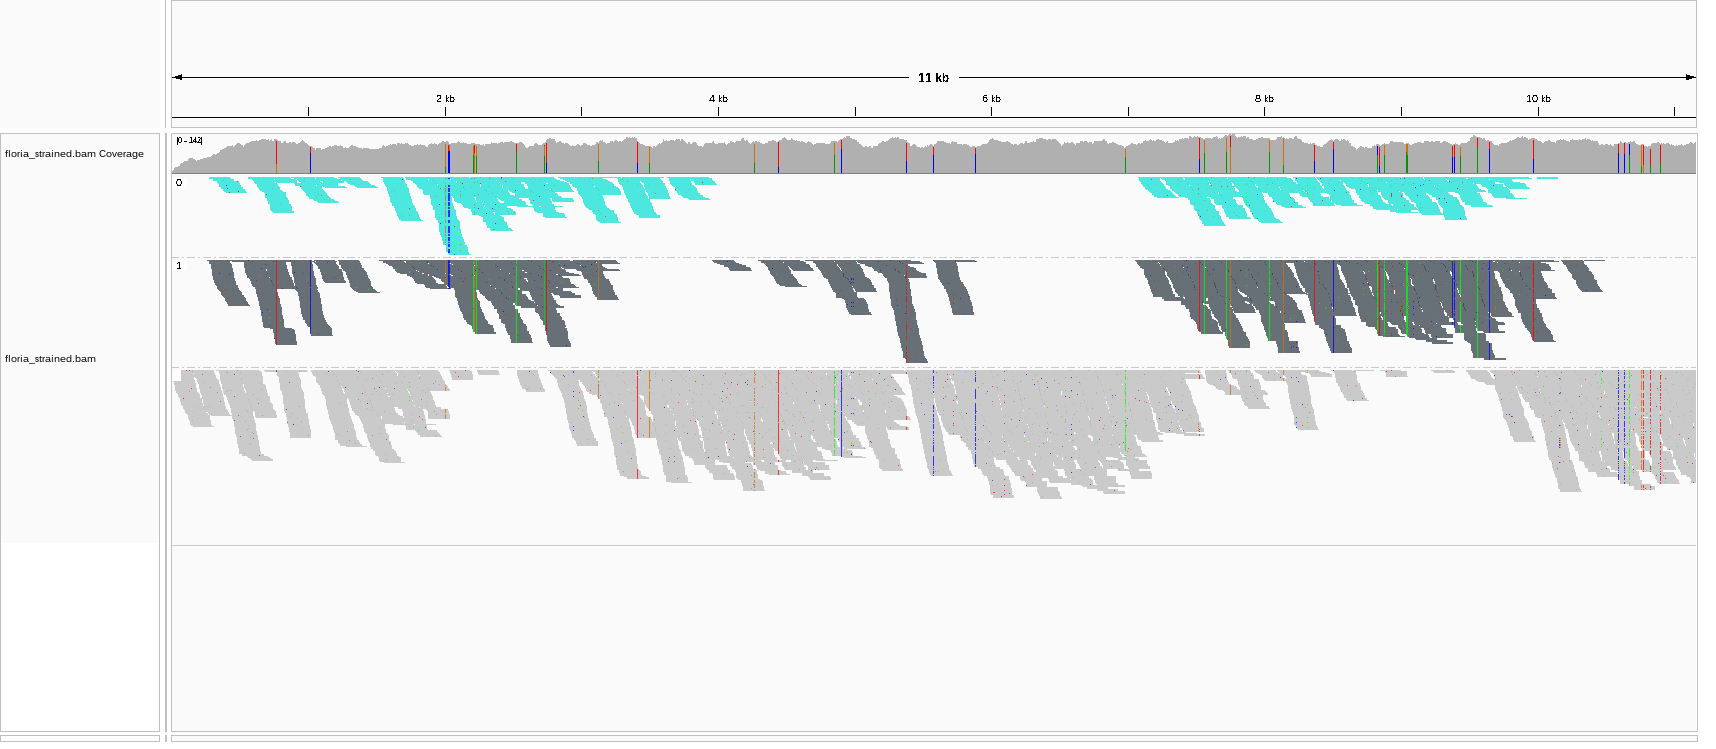 11 kb
2 kb
4 kb
6 kb
8 kb
10 kb
floria_strained.bam Coverage
[0 - 142]
0
1
floria_strained.bam